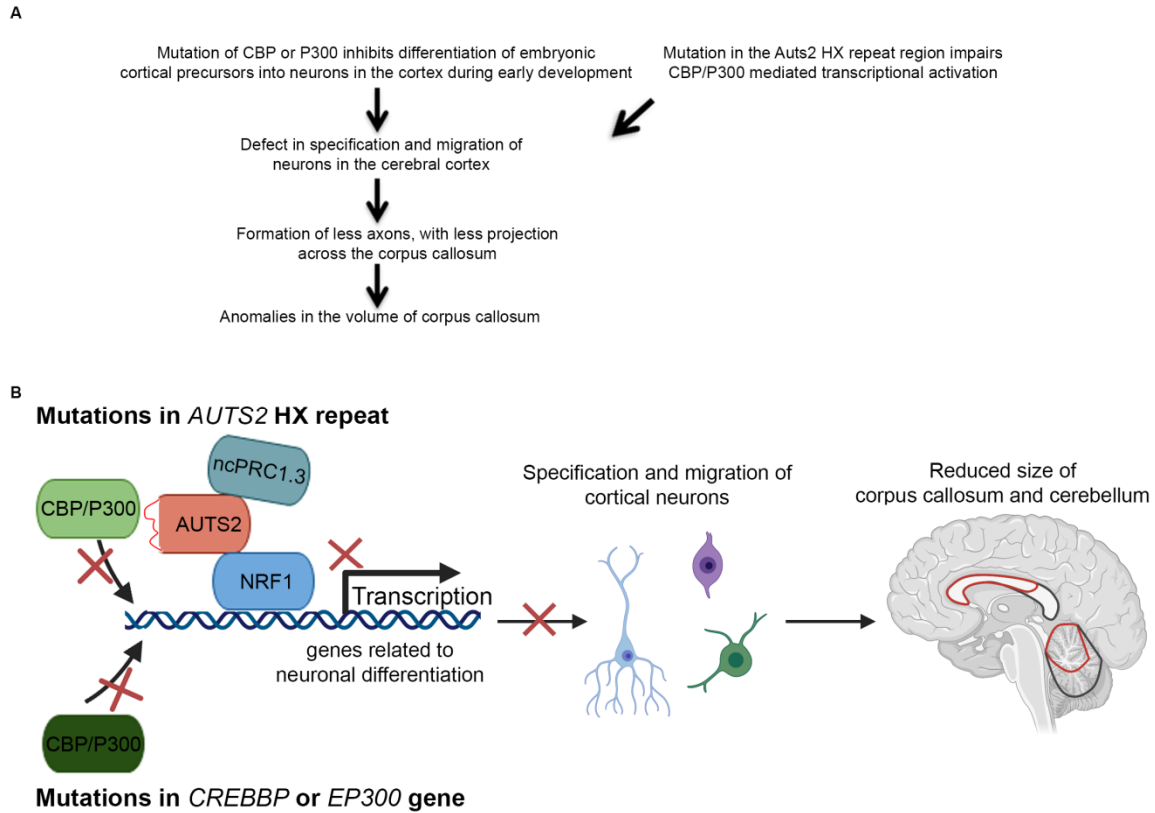 A
Mutation of CBP or P300 inhibits differentiation of embryonic
cortical precursors into neurons in the cortex during early development
Mutation in the Auts2 HX repeat region impairs
CBP/P300 mediated transcriptional activation
Defect in specification and migration of
neurons in the cerebral cortex
Formation of less axons, with less projection
across the corpus callosum
Anomalies in the volume of corpus callosum
B
Mutations in AUTS2 HX repeat
ncPRC1.3
CBP/P300
AUTS2
NRF1
Transcription
genes related to
neuronal differentiation
CBP/P300
Mutations in CREBBP or EP300 gene
Specification and migration of
cortical neurons
Reduced size of
corpus callosum and cerebellum